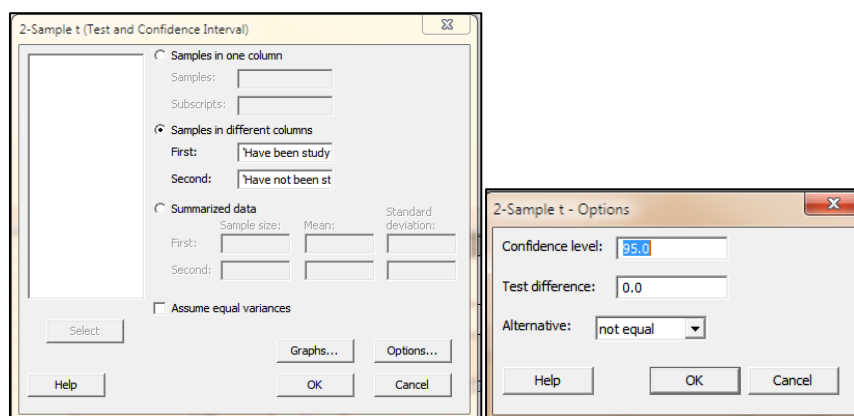 2-Sample t (Test and Confidence Interval)
Samples in one column
Samples:
Subscripts:
Samples in different columns
First: 'Have been study
Second: 'Have not been st
Summarized data
Sample size: Mean: Standard deviation:
First:
Second:
Assume equal variances
Select
Graphs... Options...
Help OK Cancel
2-Sample t - Options
Confidence level: 95.0
Test difference: 0.0
Alternative: not equal
Help OK Cancel